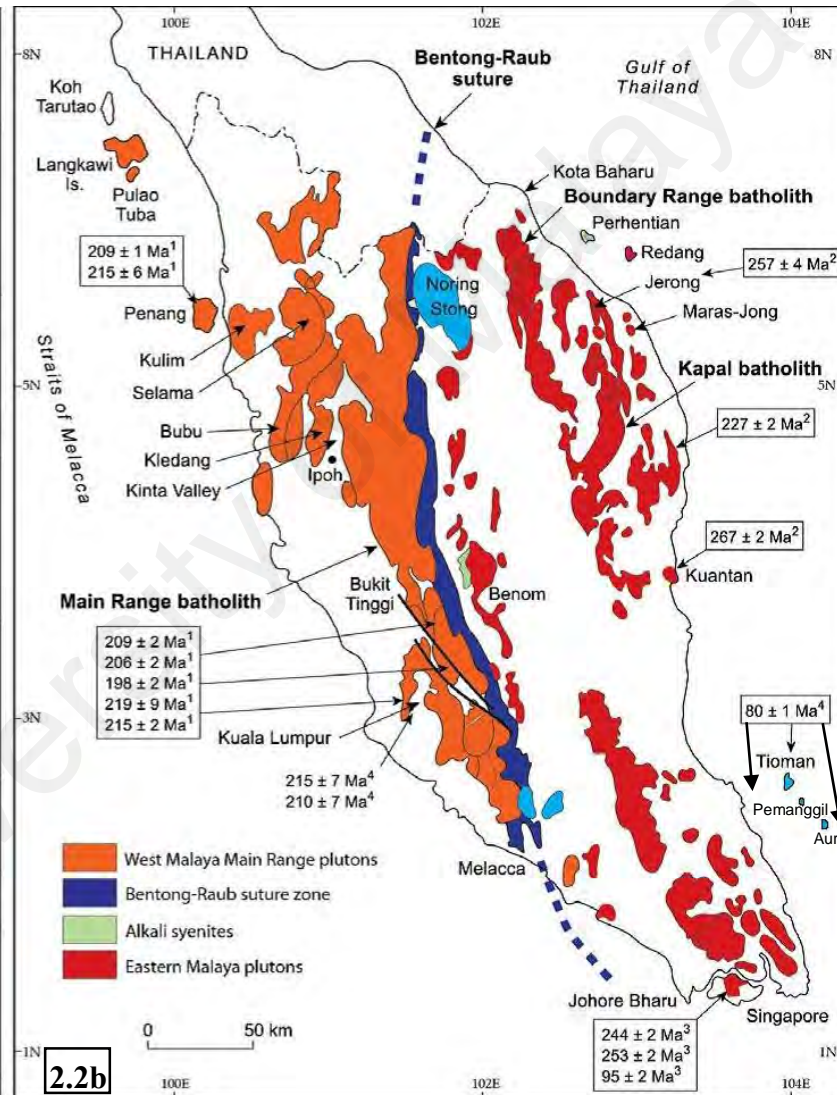 100E
102E
104E
8N
8N
THAILAND
Bentong-Raub
suture
Gulf of
Thailand
Koh
Tarutao
Langkawi
Is.
Pulao
Tuba
Kota Baharu
Boundary Range batholith
Perhentian
Redang
209 ± 1 Ma1
215 ± 6 Ma1
257 ± 4 Ma2
Jerong
Noring
Stong
Penang
Maras-Jong
Kulim
Straits of Melacca
Selama
Kapal batholith
5N
5N
Bubu
227 ± 2 Ma2
Kledang
Ipoh
Kinta Valley
267 ± 2 Ma2
Kuantan
Bukit
Tinggi
Benom
Main Range batholith
209 ± 2 Ma1
206 ± 2 Ma1
198 ± 2 Ma1
219 ± 9 Ma1
215 ± 2 Ma1
3N
3N
Kuala Lumpur
80 ± 1 Ma4
Tioman
215 ± 7 Ma4
210 ± 7 Ma4
Pemanggil
Aur
West Malaya Main Range plutons
Melacca
Bentong-Raub suture zone
Alkali syenites
Eastern Malaya plutons
Johore Bharu
Singapore
0 50 km
244 ± 2 Ma3
253 ± 2 Ma3
95 ± 2 Ma3
1N
1N
2.2b
100E
102E
104E